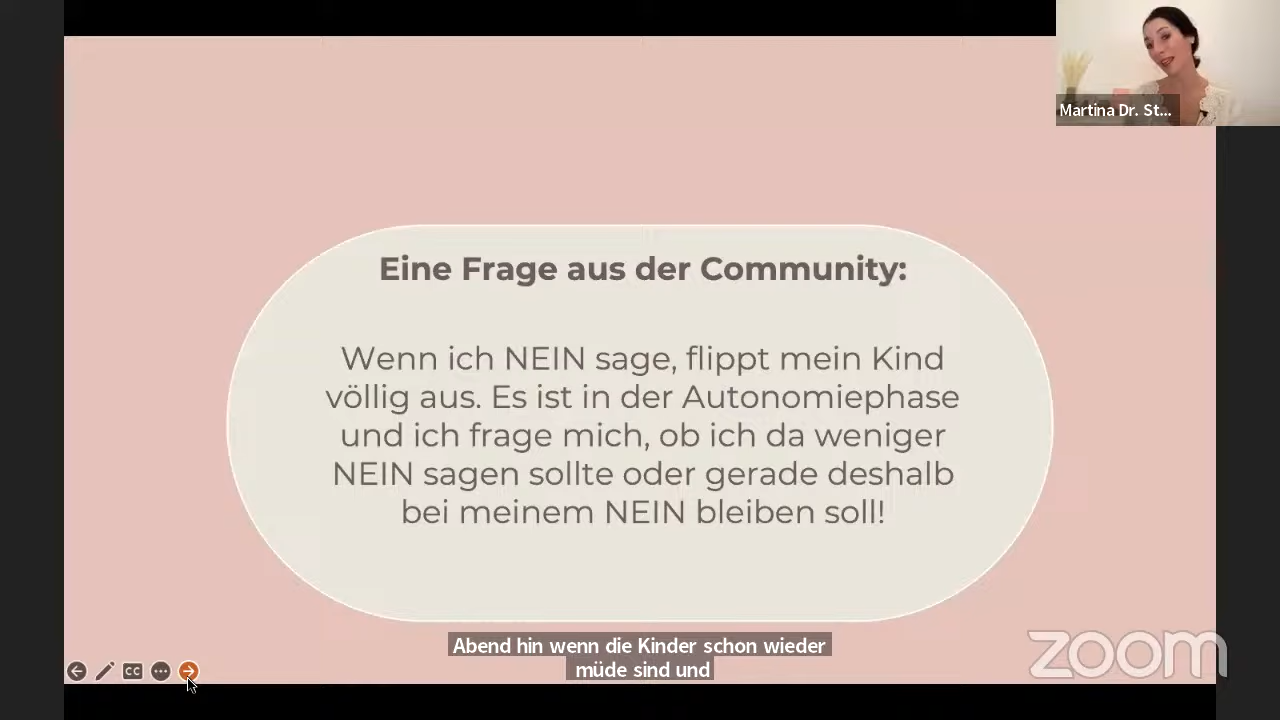 Martina Dr. St...
Eine Frage aus der Community:
Wenn ich NEIN sage, flippt mein Kind
völlig aus. Es ist in der Autonomiephase
und ich frage mich, ob ich da weniger
NEIN sagen sollte oder gerade deshalb
bei meinem NEIN bleiben soll!
Abend hin wenn die Kinder schon wieder
müde sind und
CC
zoom